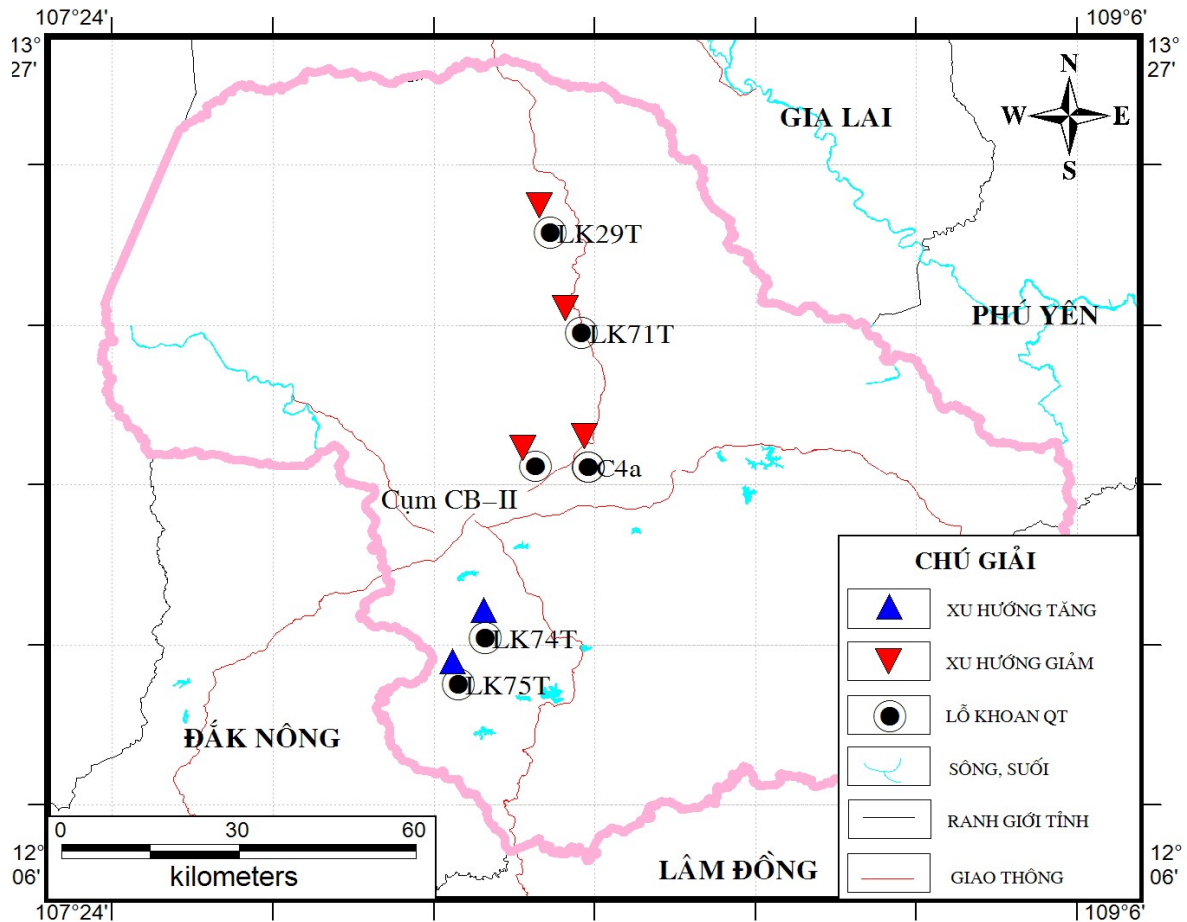 107°24'
109°6'
13°
27'
13°
27'
N
W
E
S
GIA LAI
LK29T
PHÚ YÊN
LK71T
C4a
Cụm CB–II
LK74T
LK75T
ĐẮK NÔNG
LÂM ĐỒNG
CHÚ GIẢI
XU HƯỚNG TĂNG
XU HƯỚNG GIẢM
LỖ KHOAN QT
SÔNG, SUỐI
RANH GIỚI TỈNH
GIAO THÔNG
0 30 60
kilometers
12°
06'
12°
06'
107°24'
109°6'